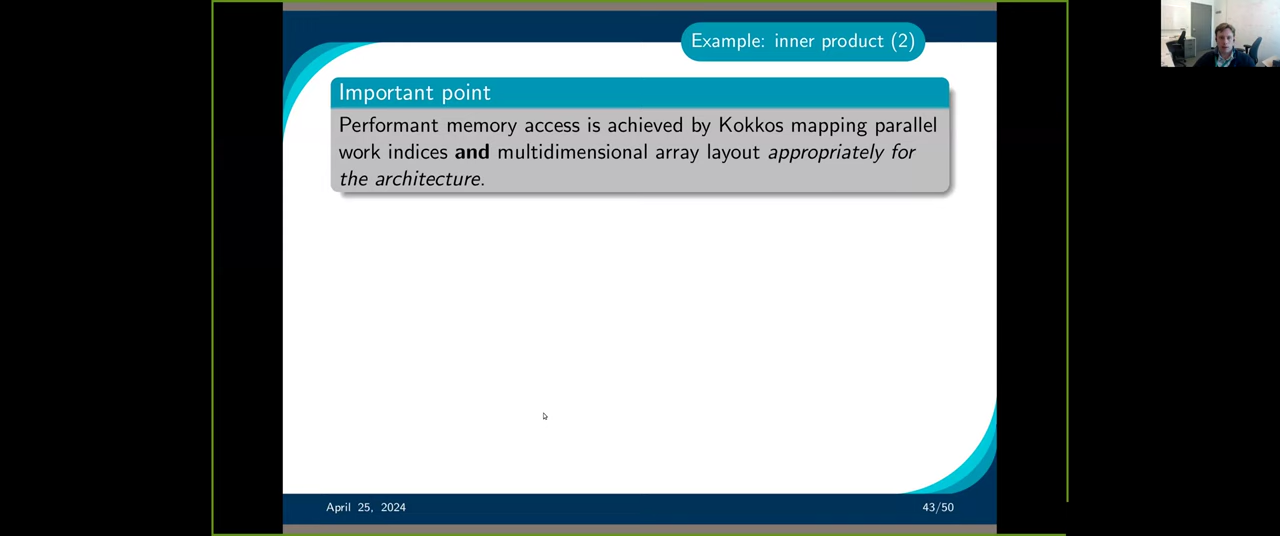 Example: inner product (2)
Important point
Performant memory access is achieved by Kokkos mapping parallel
work indices and multidimensional array layout appropriately for
the architecture.
April 25, 2024
43/50